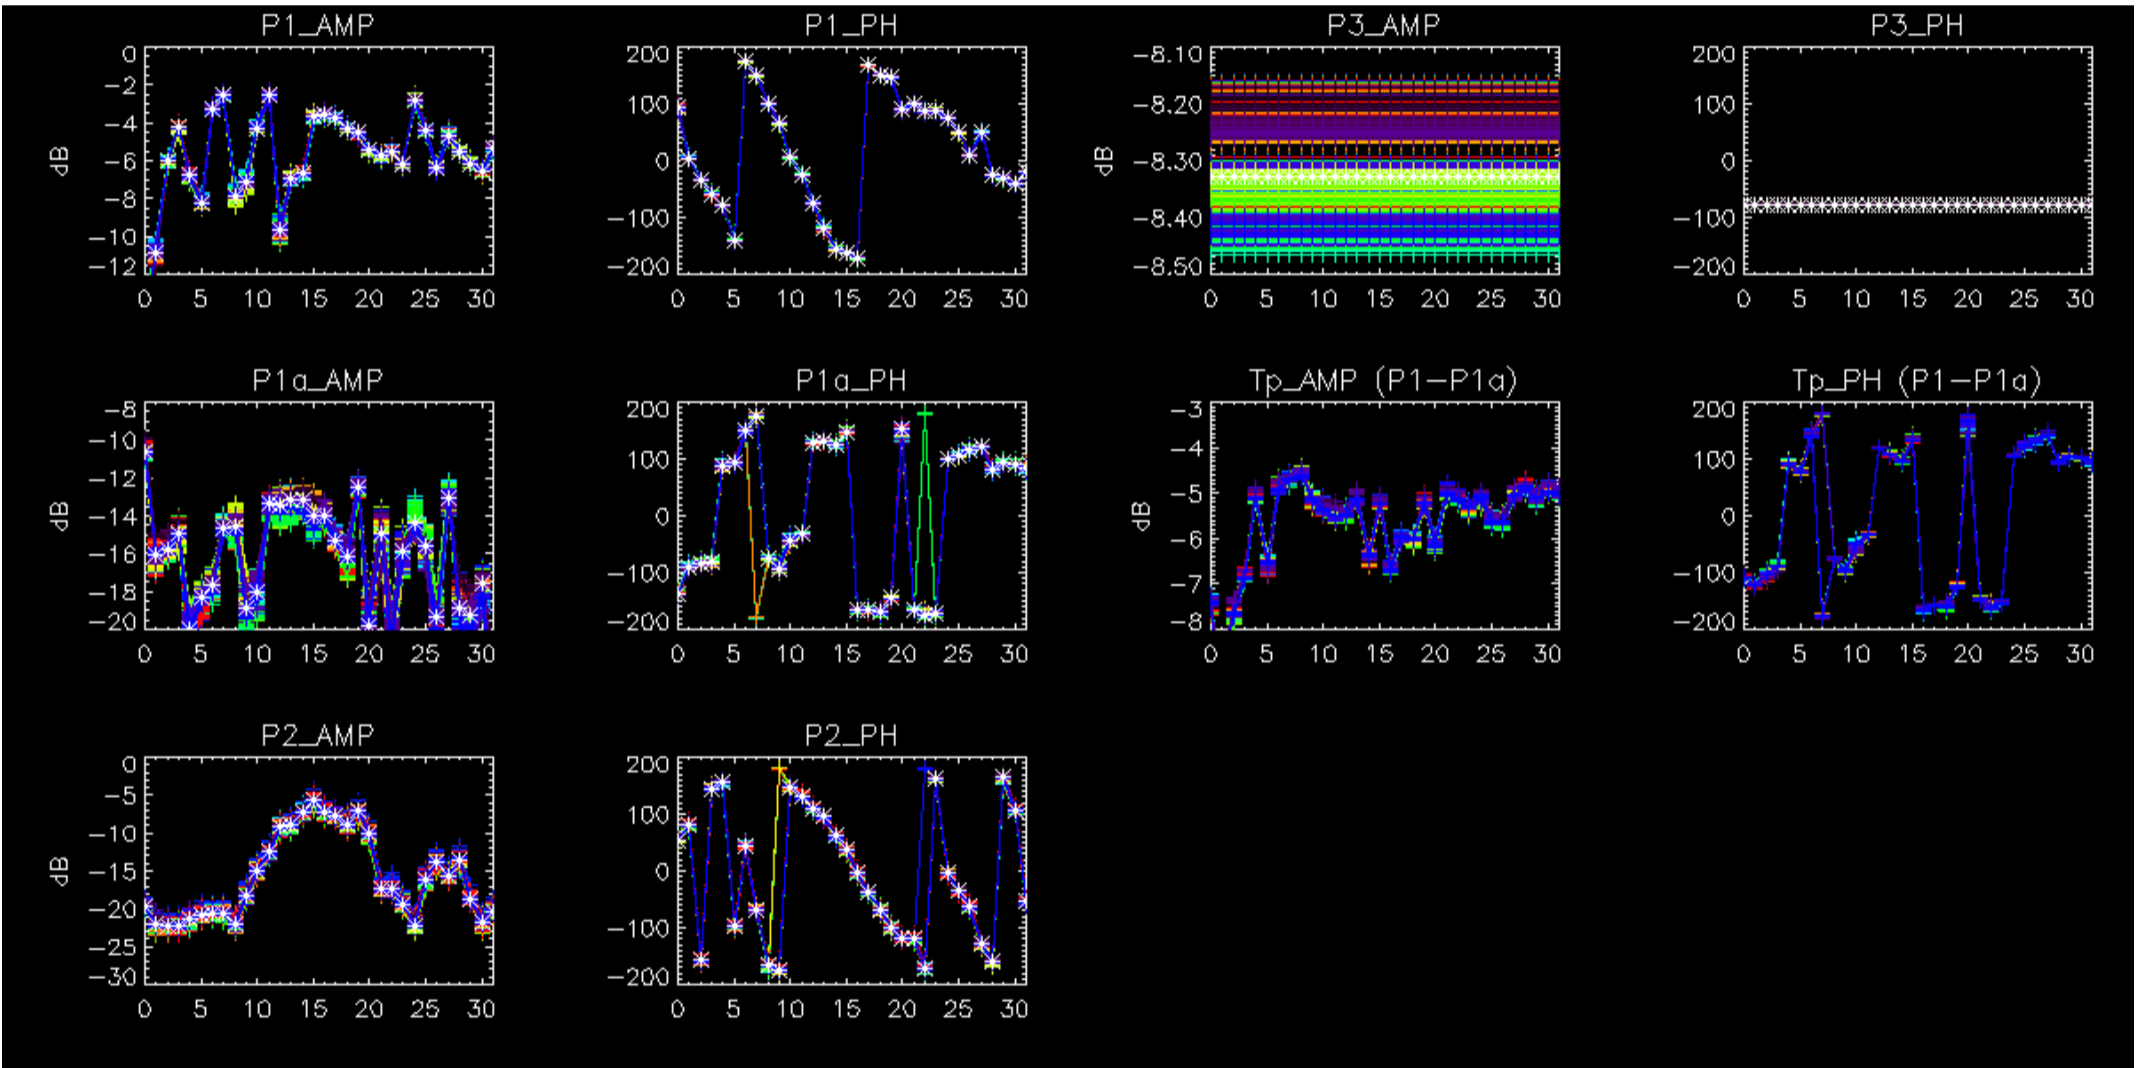 P1_AMP P1_PH P3_AMP P3_PH
dB 0 -2 -4 -6 -8 -10 -12
200 100 0 -100 -200
dB -8.10 -8.20 -8.30 -8.40 -8.50
200 100 0 -100 -200
0 5 10 15 20 25 30
0 5 10 15 20 25 30
0 5 10 15 20 25 30
0 5 10 15 20 25 30
P1a_AMP P1a_PH Tp_AMP (P1-P1a) Tp_PH (P1-P1a)
dB -8 -10 -12 -14 -16 -18 -20
200 100 0 -100 -200
dB -3 -4 -5 -6 -7 -8
200 100 0 -100 -200
0 5 10 15 20 25 30
0 5 10 15 20 25 30
0 5 10 15 20 25 30
0 5 10 15 20 25 30
P2_AMP P2_PH
dB 0 -5 -10 -15 -20 -25 -30
200 100 0 -100 -200
0 5 10 15 20 25 30
0 5 10 15 20 25 30